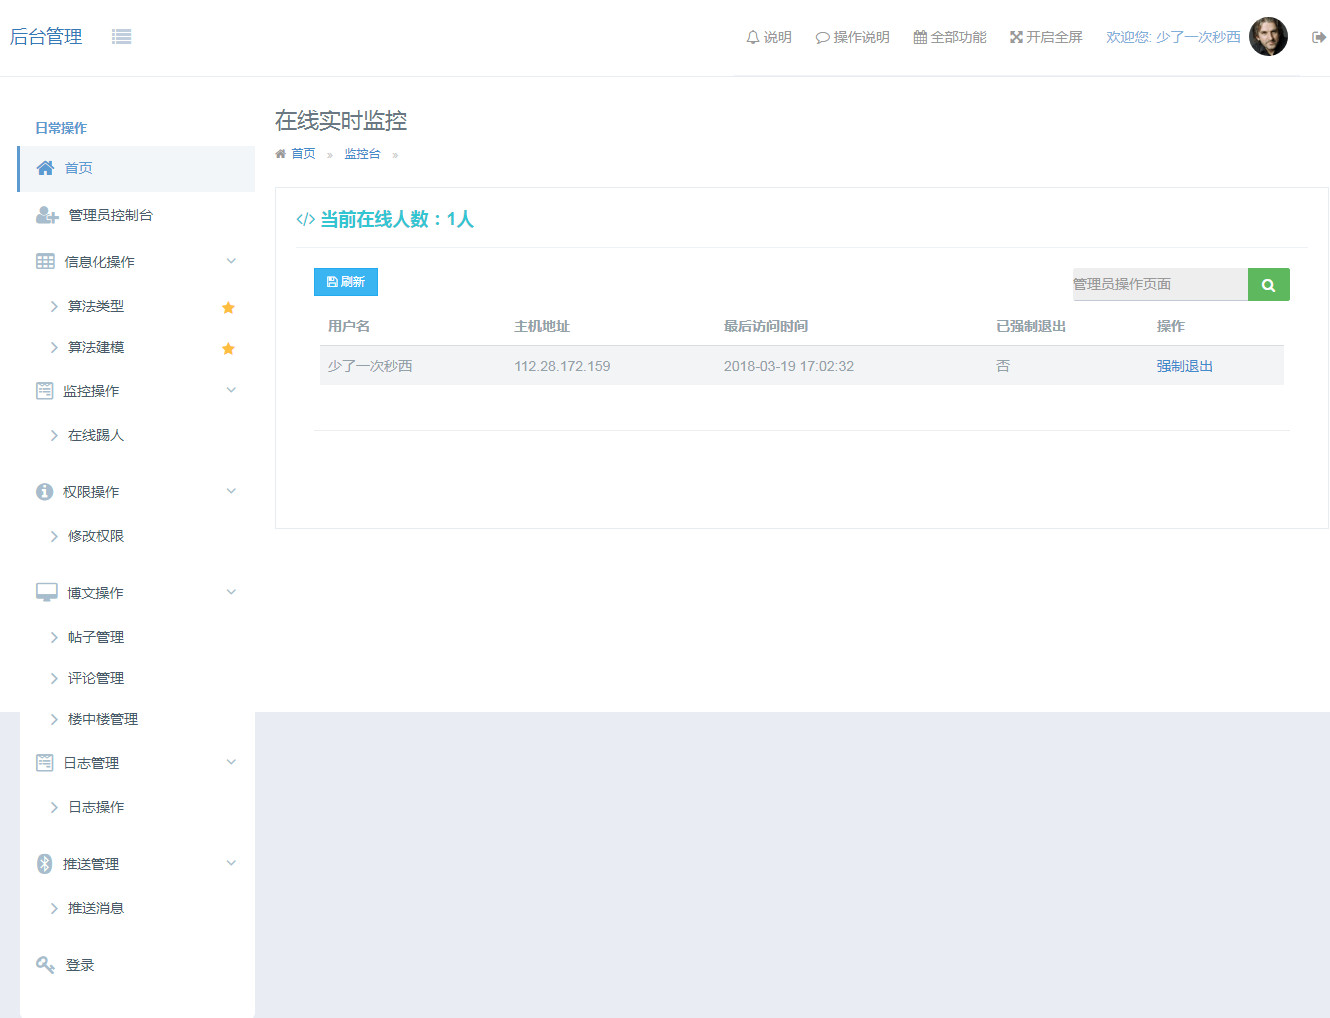 后台管理
说明 操作说明 全部功能 开启全屏 欢迎您: 少了一次秒西
日常操作
首页
管理员控制台
信息化操作
算法类型
算法建模
监控操作
在线踢人
权限操作
修改权限
博文操作
帖子管理
评论管理
楼中楼管理
日志管理
日志操作
推送管理
推送消息
登录
在线实时监控
首页 » 监控台 »
</> 当前在线人数：1人
刷新
管理员操作页面
用户名 主机地址 最后访问时间 已强制退出 操作
少了一次秒西 112.28.172.159 2018-03-19 17:02:32 否 强制退出